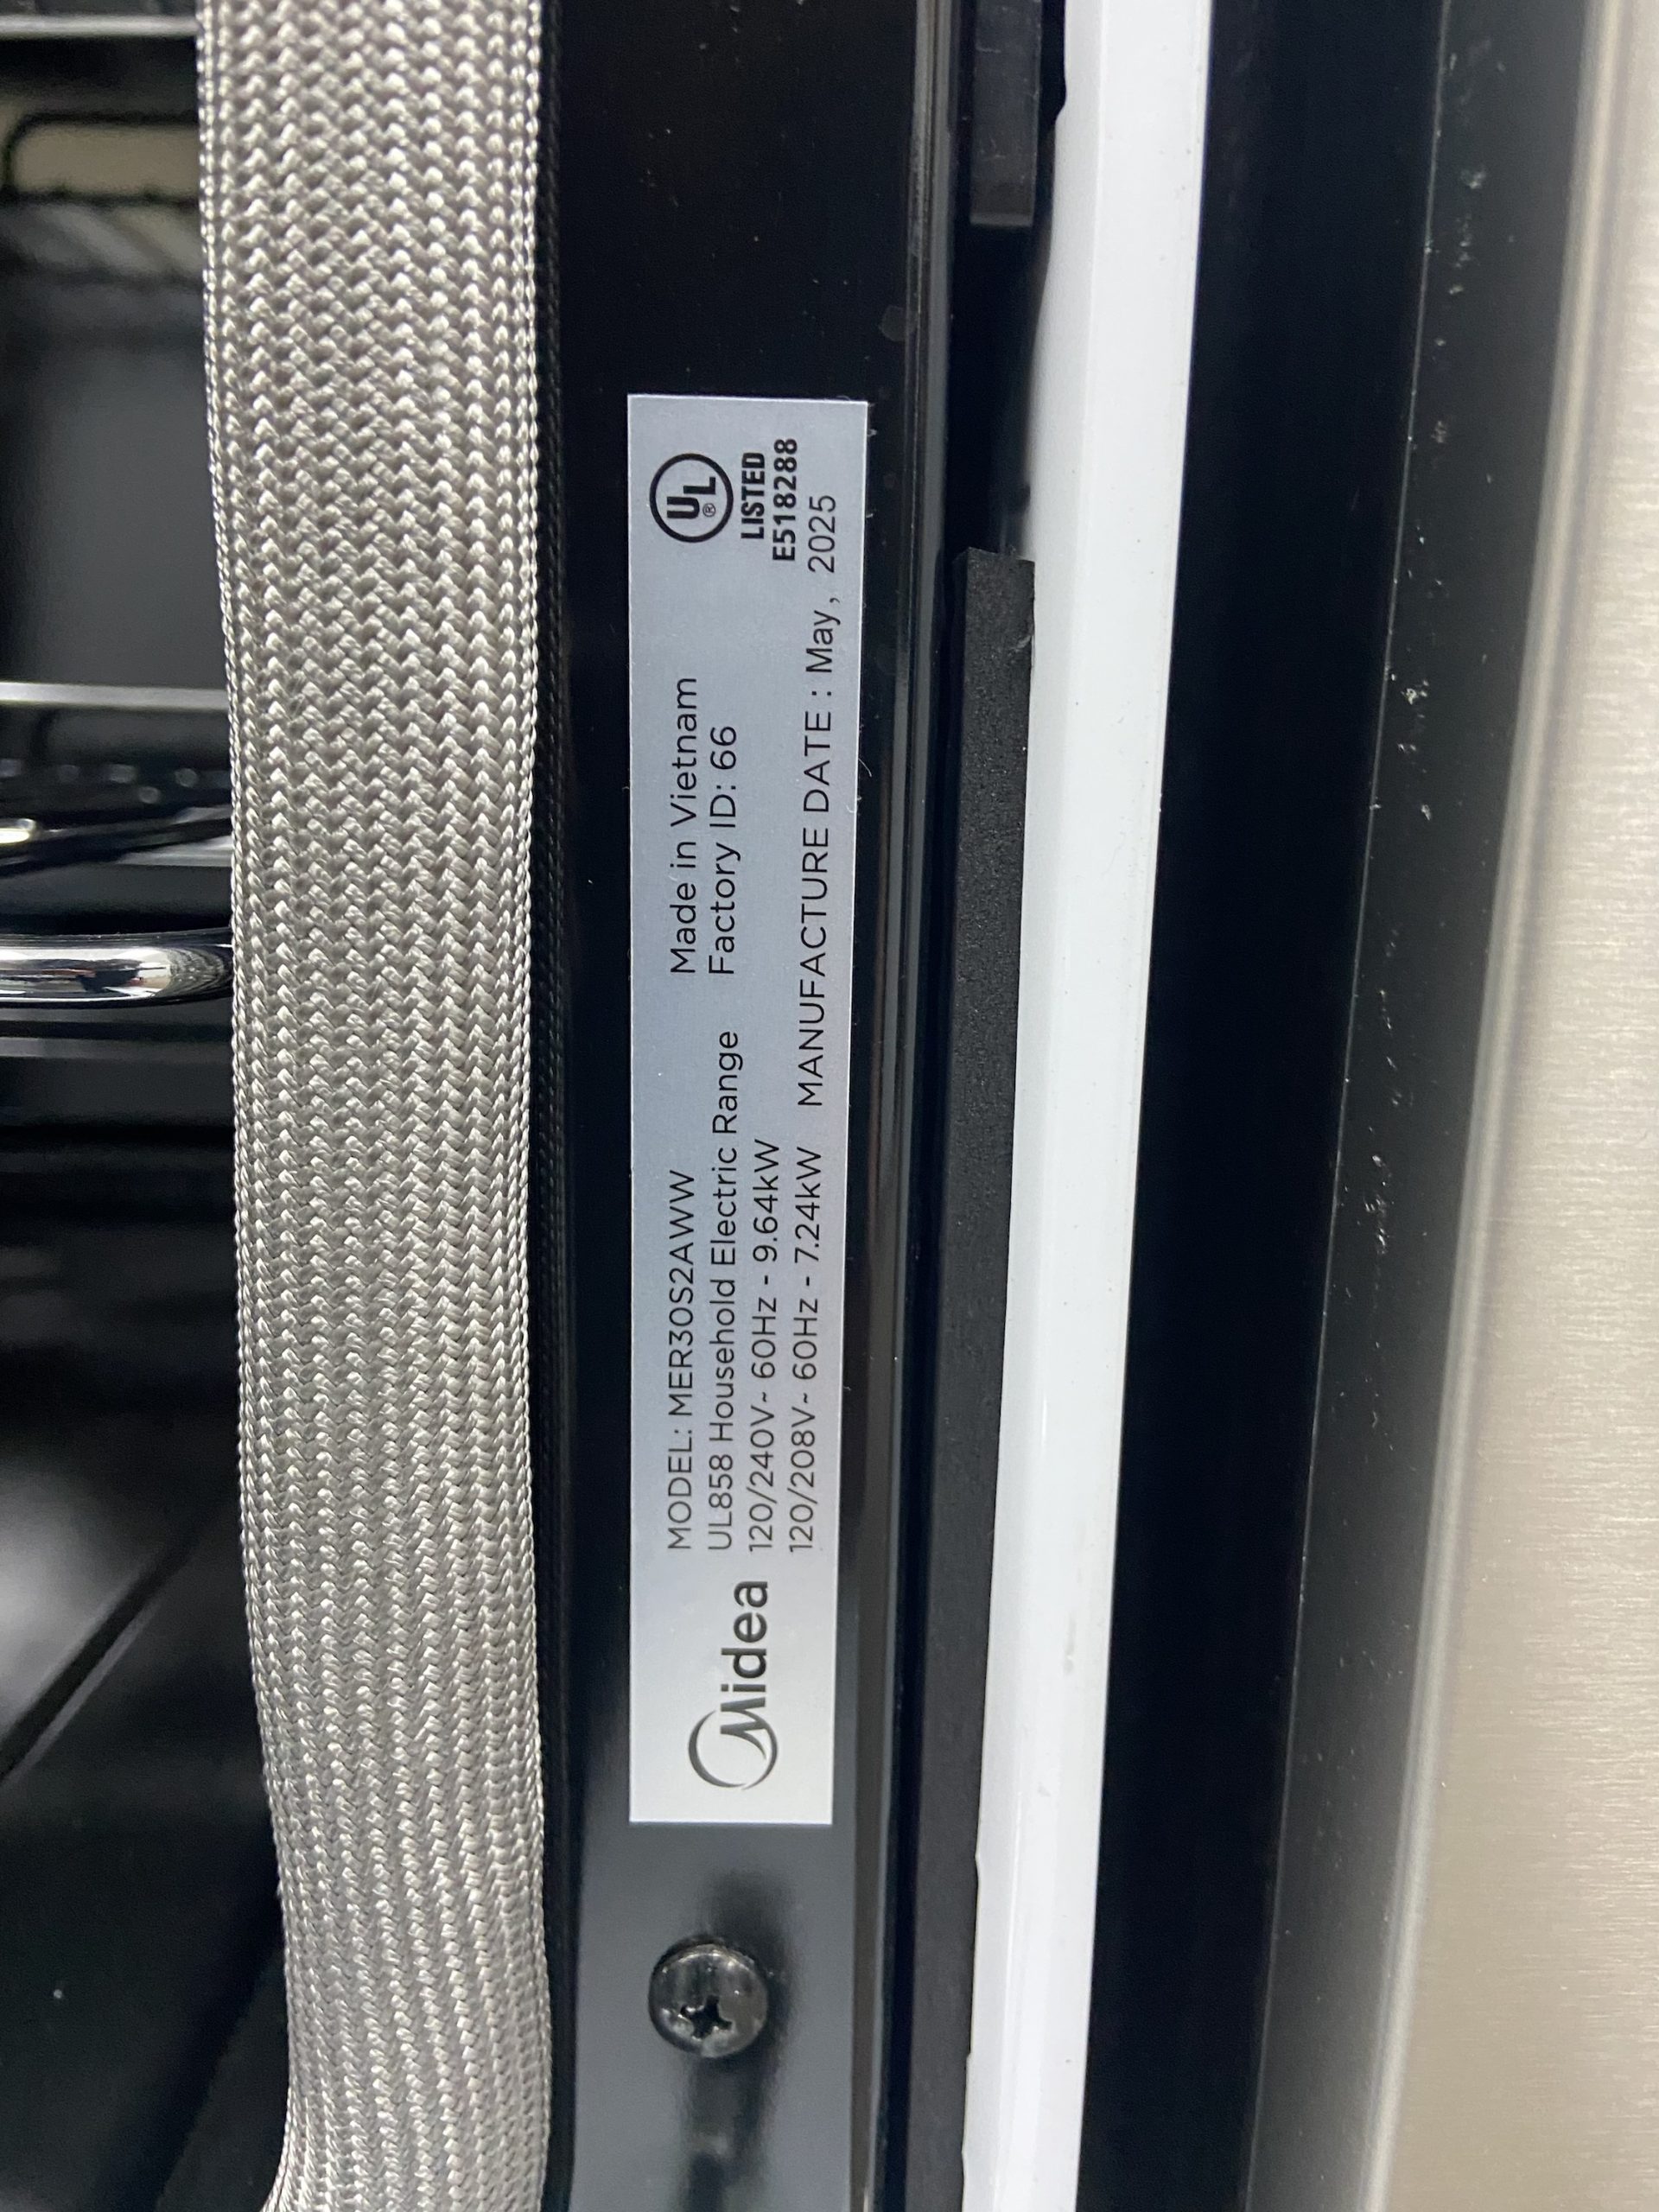 Midea
MODEL: MER30S2AWW
UL858 Household Electric Range
120/240V~ 60Hz - 9.64kW
120/208V~ 60Hz - 7.24kW
Made in Vietnam
Factory ID: 66
MANUFACTURE DATE : May, 2025
UL®
LISTED
E518288